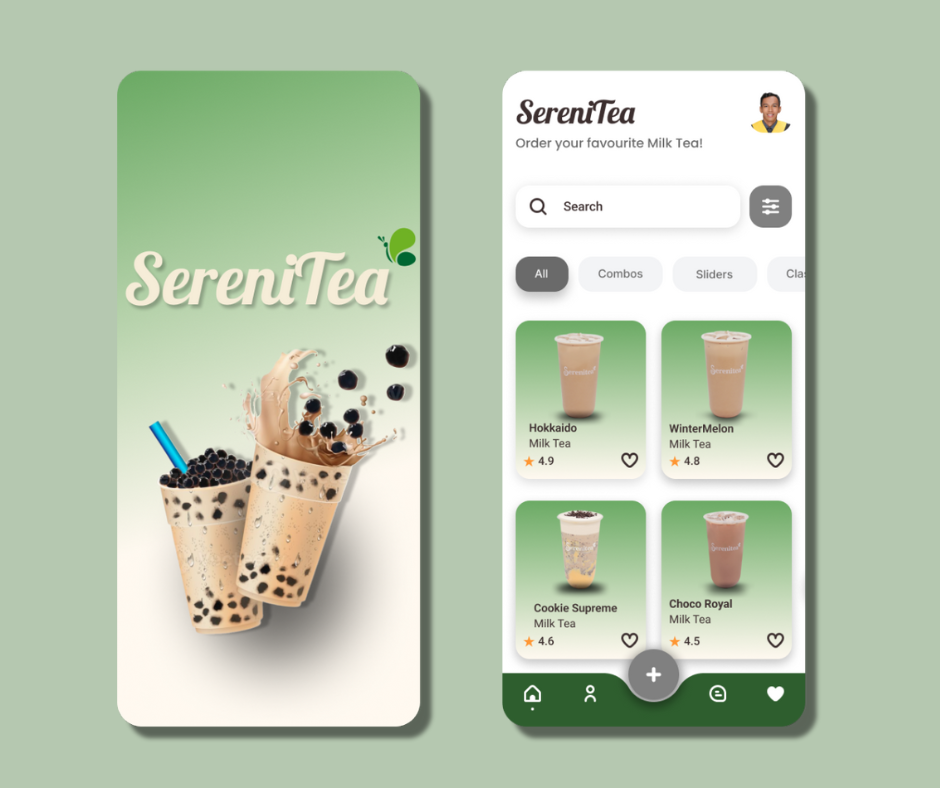 SereniTea
SereniTea
Order your favourite Milk Tea!
Search
All Combos Sliders Clas
Hokkaido
Milk Tea
4.9
WinterMelon
Milk Tea
4.8
Cookie Supreme
Milk Tea
4.6
Choco Royal
Milk Tea
4.5